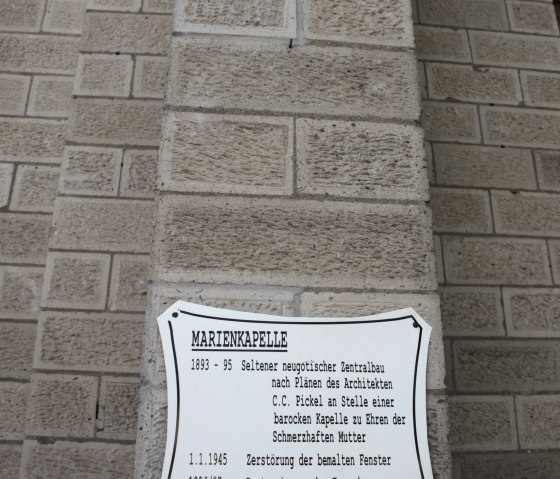 MARIENKAPELLE
1893 - 95 Seltener neugotischer Zentralbau
nach Plänen des Architekten
C.C. Pickel an Stelle einer
barocken Kapelle zu Ehren der
Schmerzhaften Mutter
1.1.1945 Zerstörung der bemalten Fenster